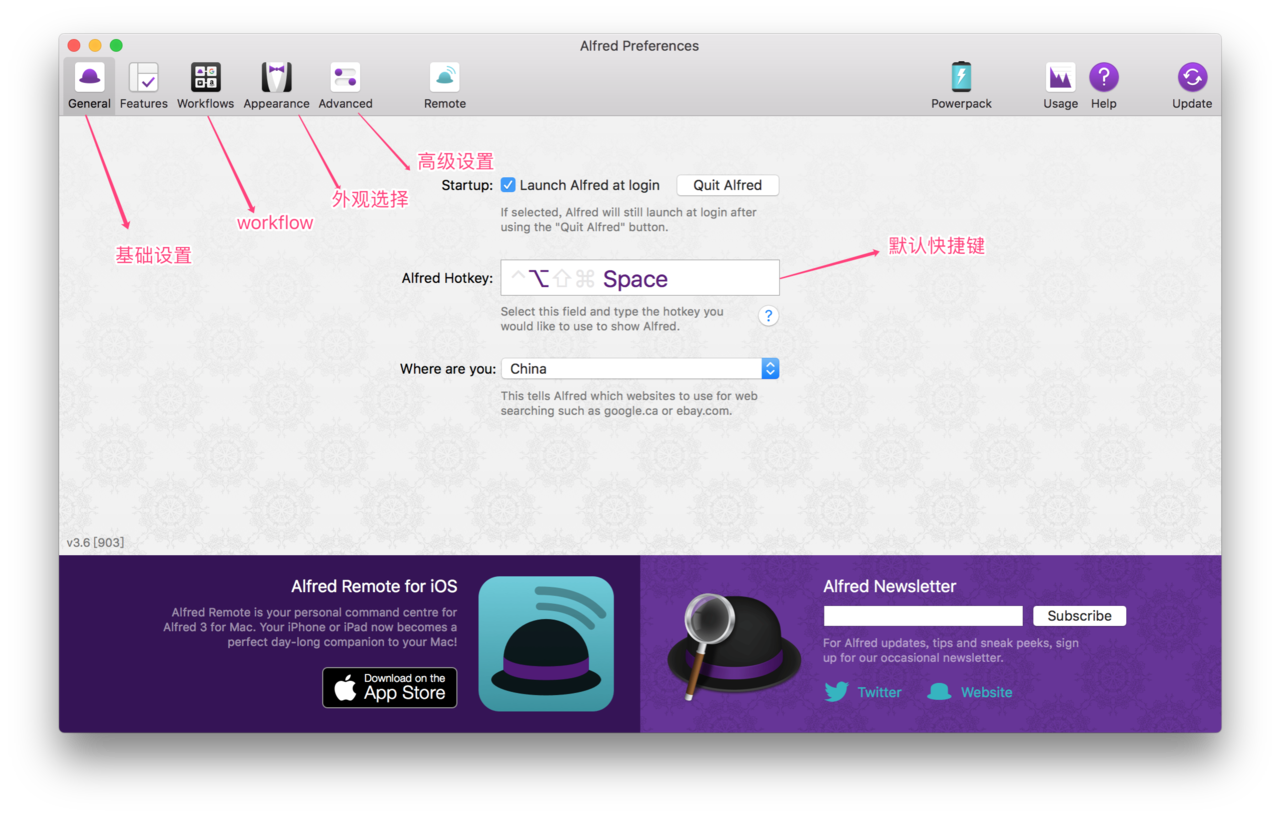 Alfred Preferences
General Features Workflows Appearance Advanced Remote Powerpack Usage Help Update
高级设置
Startup: Launch Alfred at login Quit Alfred
外观选择
If selected, Alfred will still launch at login after
using the "Quit Alfred" button.
workflow
基础设置
默认快捷键
Alfred Hotkey: ^⌥⇧⌘ Space
Select this field and type the hotkey you
would like to use to show Alfred.
?
Where are you: China
This tells Alfred which websites to use for web
searching such as google.ca or ebay.com.
v3.6 [903]
Alfred Remote for iOS
Alfred Remote is your personal command centre for
Alfred 3 for Mac. Your iPhone or iPad now becomes a
perfect day-long companion to your Mac!
Download on the
App Store
Alfred Newsletter
Subscribe
For Alfred updates, tips and sneak peeks, sign
up for our occasional newsletter.
Twitter Website